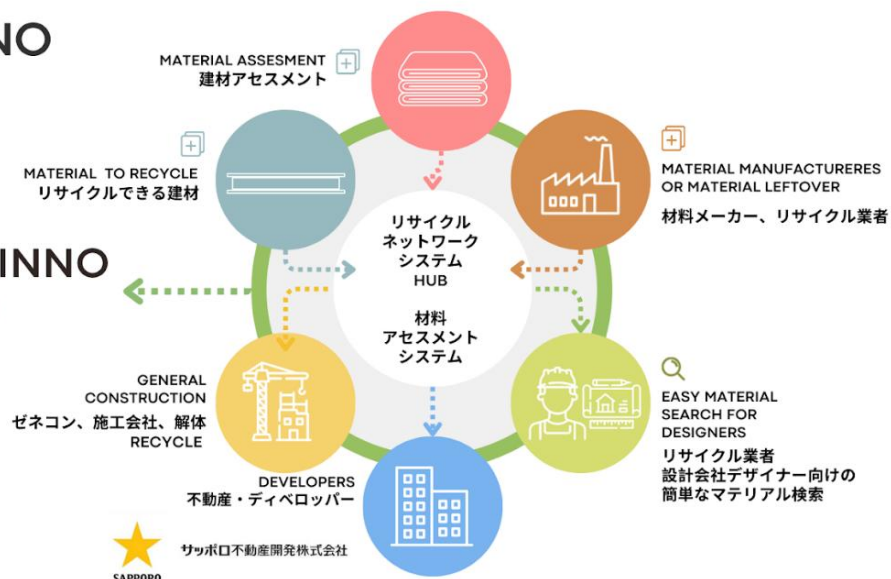 NO
MATERIAL ASSESMENT
建材アセスメント
MATERIAL TO RECYCLE
リサイクルできる建材
MATERIAL MANUFACTURERES
OR MATERIAL LEFTOVER
材料メーカー、リサイクル業者
リサイクル
ネットワーク
システム
HUB
材料
アセスメント
システム
INNO
GENERAL
CONSTRUCTION
ゼネコン、施工会社、解体
RECYCLE
EASY MATERIAL
SEARCH FOR
DESIGNERS
リサイクル業者
設計会社デザイナー向けの
簡単なマテリアル検索
DEVELOPERS
不動産・ディベロッパー
サッポロ不動産開発株式会社
SAPPORO